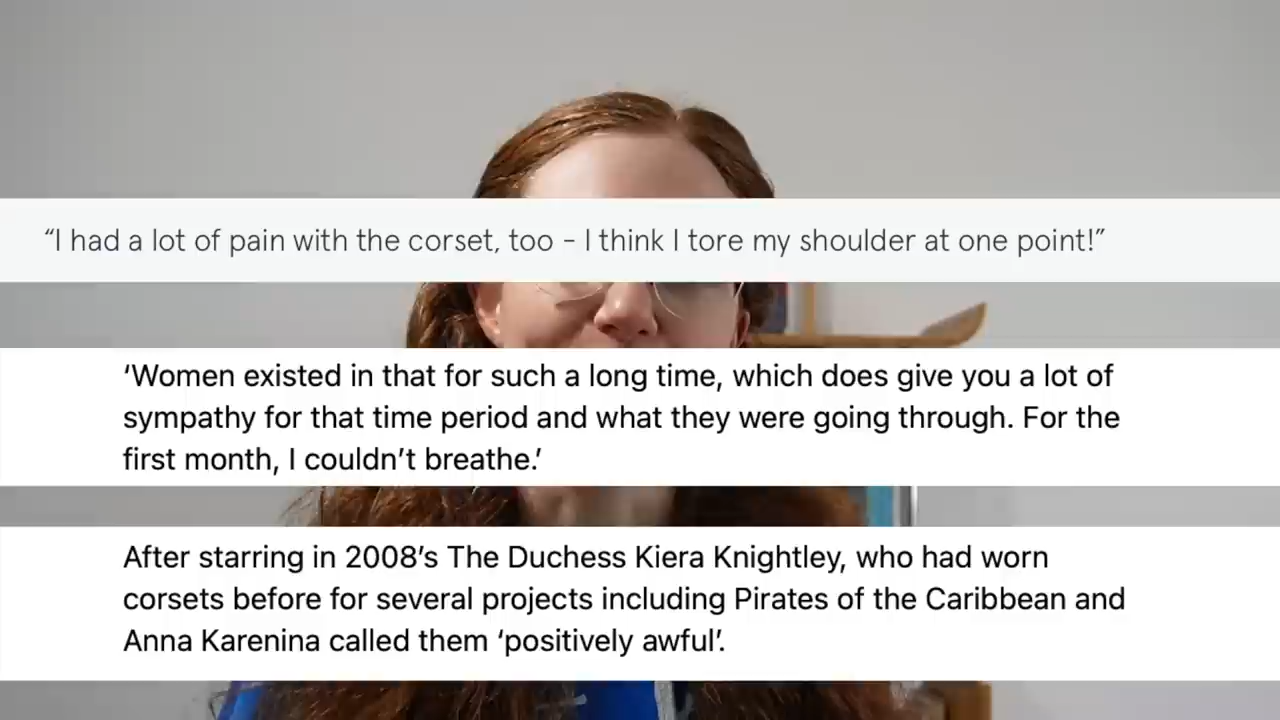 “I had a lot of pain with the corset, too – I think I tore my shoulder at one point!”
‘Women existed in that for such a long time, which does give you a lot of
sympathy for that time period and what they were going through. For the
first month, I couldn’t breathe.’
After starring in 2008’s The Duchess Kiera Knightley, who had worn
corsets before for several projects including Pirates of the Caribbean and
Anna Karenina called them ‘positively awful’.